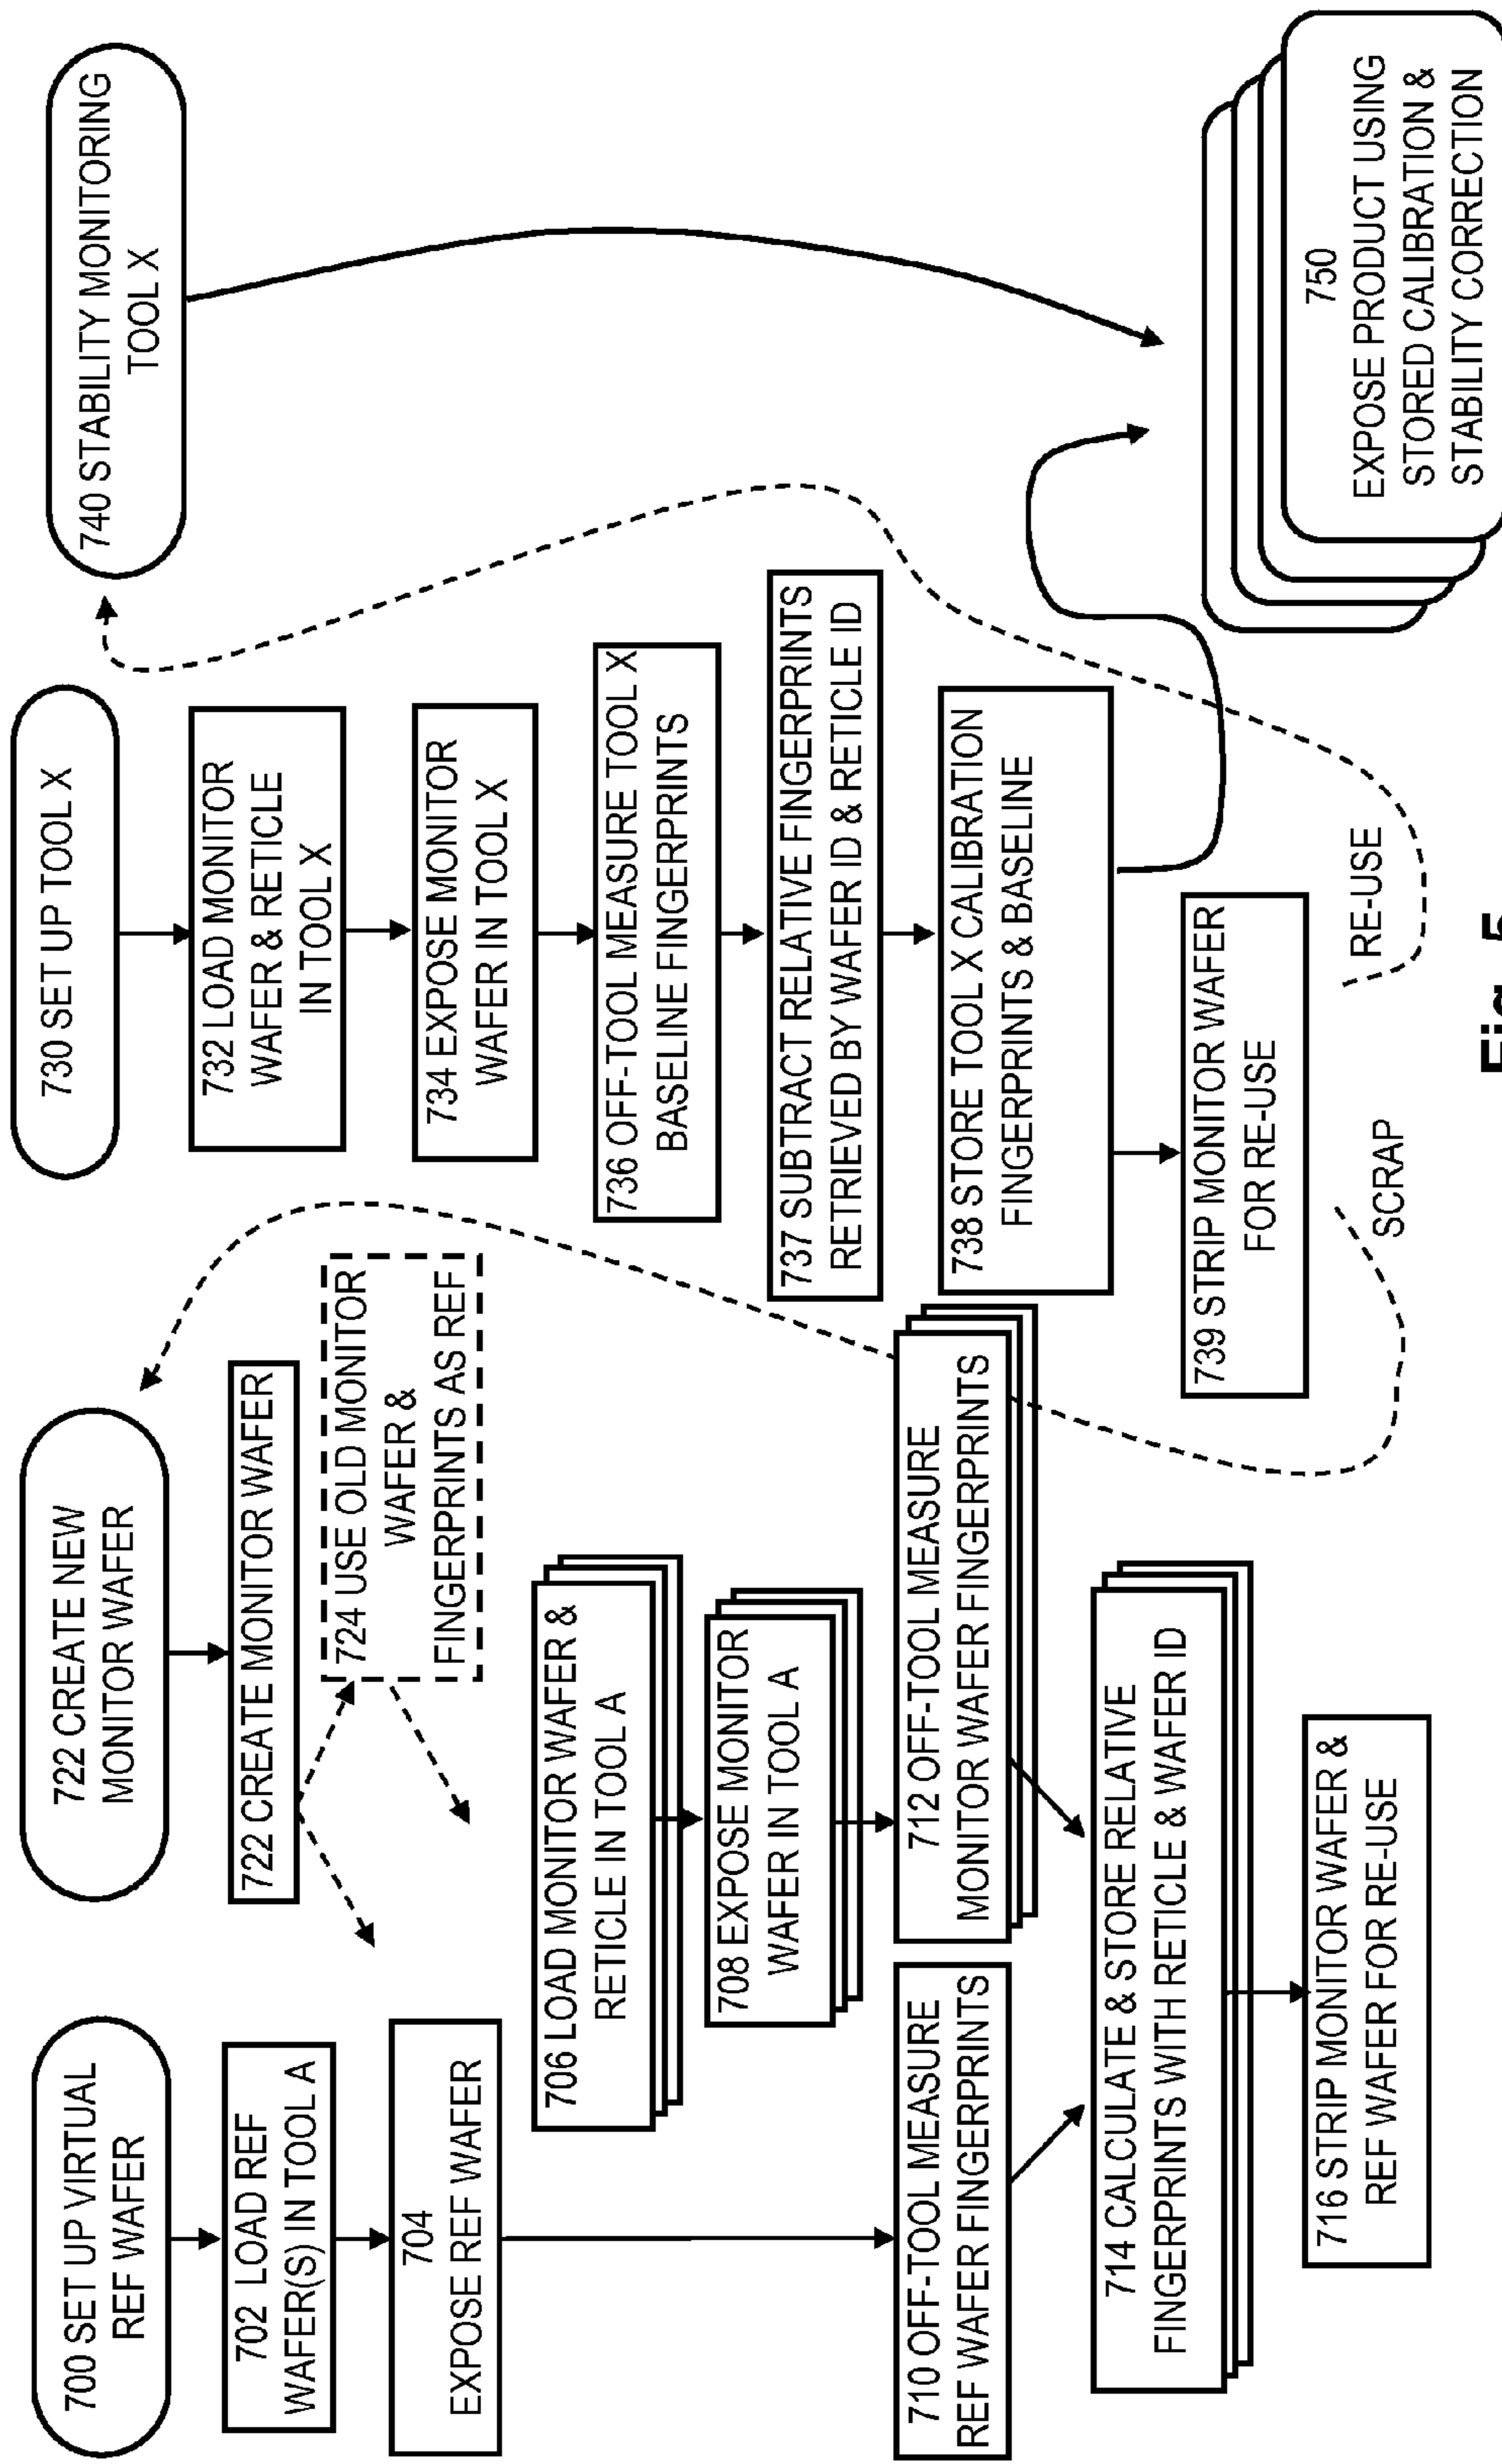 700 SET UP VIRTUAL
REF WAFER
702 LOAD REF
WAFER(S) IN TOOL A
704
EXPOSE REF WAFER
722 CREATE NEW
MONITOR WAFER
722 CREATE MONITOR WAFER
724 USE OLD MONITOR
WAFER &
FINGERPRINTS AS REF
706 LOAD MONITOR WAFER &
RETICLE IN TOOL A
708 EXPOSE MONITOR
WAFER IN TOOL A
710 OFF-TOOL MEASURE
REF WAFER FINGERPRINTS
712 OFF-TOOL MEASURE
MONITOR WAFER FINGERPRINTS
714 CALCULATE & STORE RELATIVE
FINGERPRINTS WITH RETICLE & WAFER ID
716 STRIP MONITOR WAFER &
REF WAFER FOR RE-USE
730 SET UP TOOL X
732 LOAD MONITOR
WAFER & RETICLE
IN TOOL X
734 EXPOSE MONITOR
WAFER IN TOOL X
736 OFF-TOOL MEASURE TOOL X
BASELINE FINGERPRINTS
737 SUBTRACT RELATIVE FINGERPRINTS
RETRIEVED BY WAFER ID & RETICLE ID
738 STORE TOOL X CALIBRATION
FINGERPRINTS & BASELINE
739 STRIP MONITOR WAFER
FOR RE-USE
SCRAP
RE-USE
740 STABILITY MONITORING
TOOL X
750
EXPOSE PRODUCT USING
STORED CALIBRATION &
STABILITY CORRECTION
Fig. 5